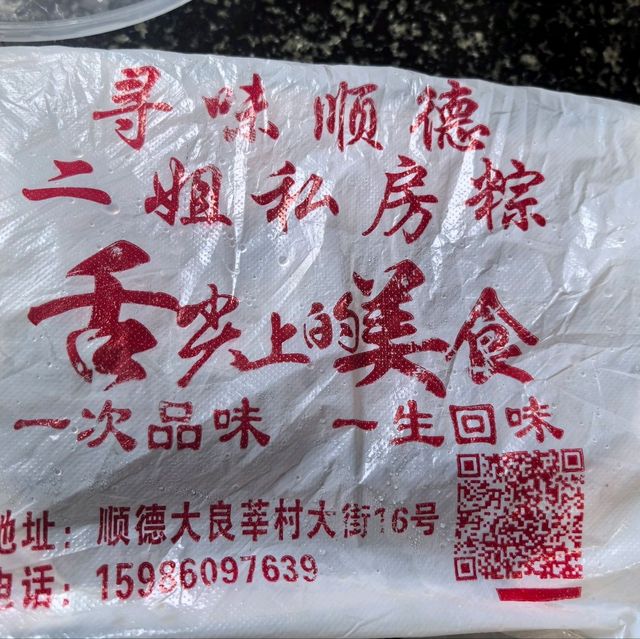 寻味顺德
二姐私房粽
舌尖上的美食
一次品味 一生回味
地址：顺德大良莘村大街16号
电话：15986097639